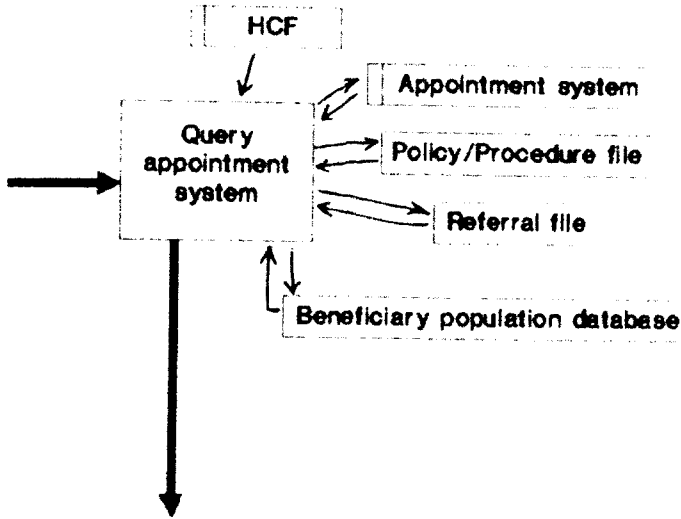 HCF
Appointment system
Query
appointment
system
Policy/Procedure file
Referral file
Beneficiary population database